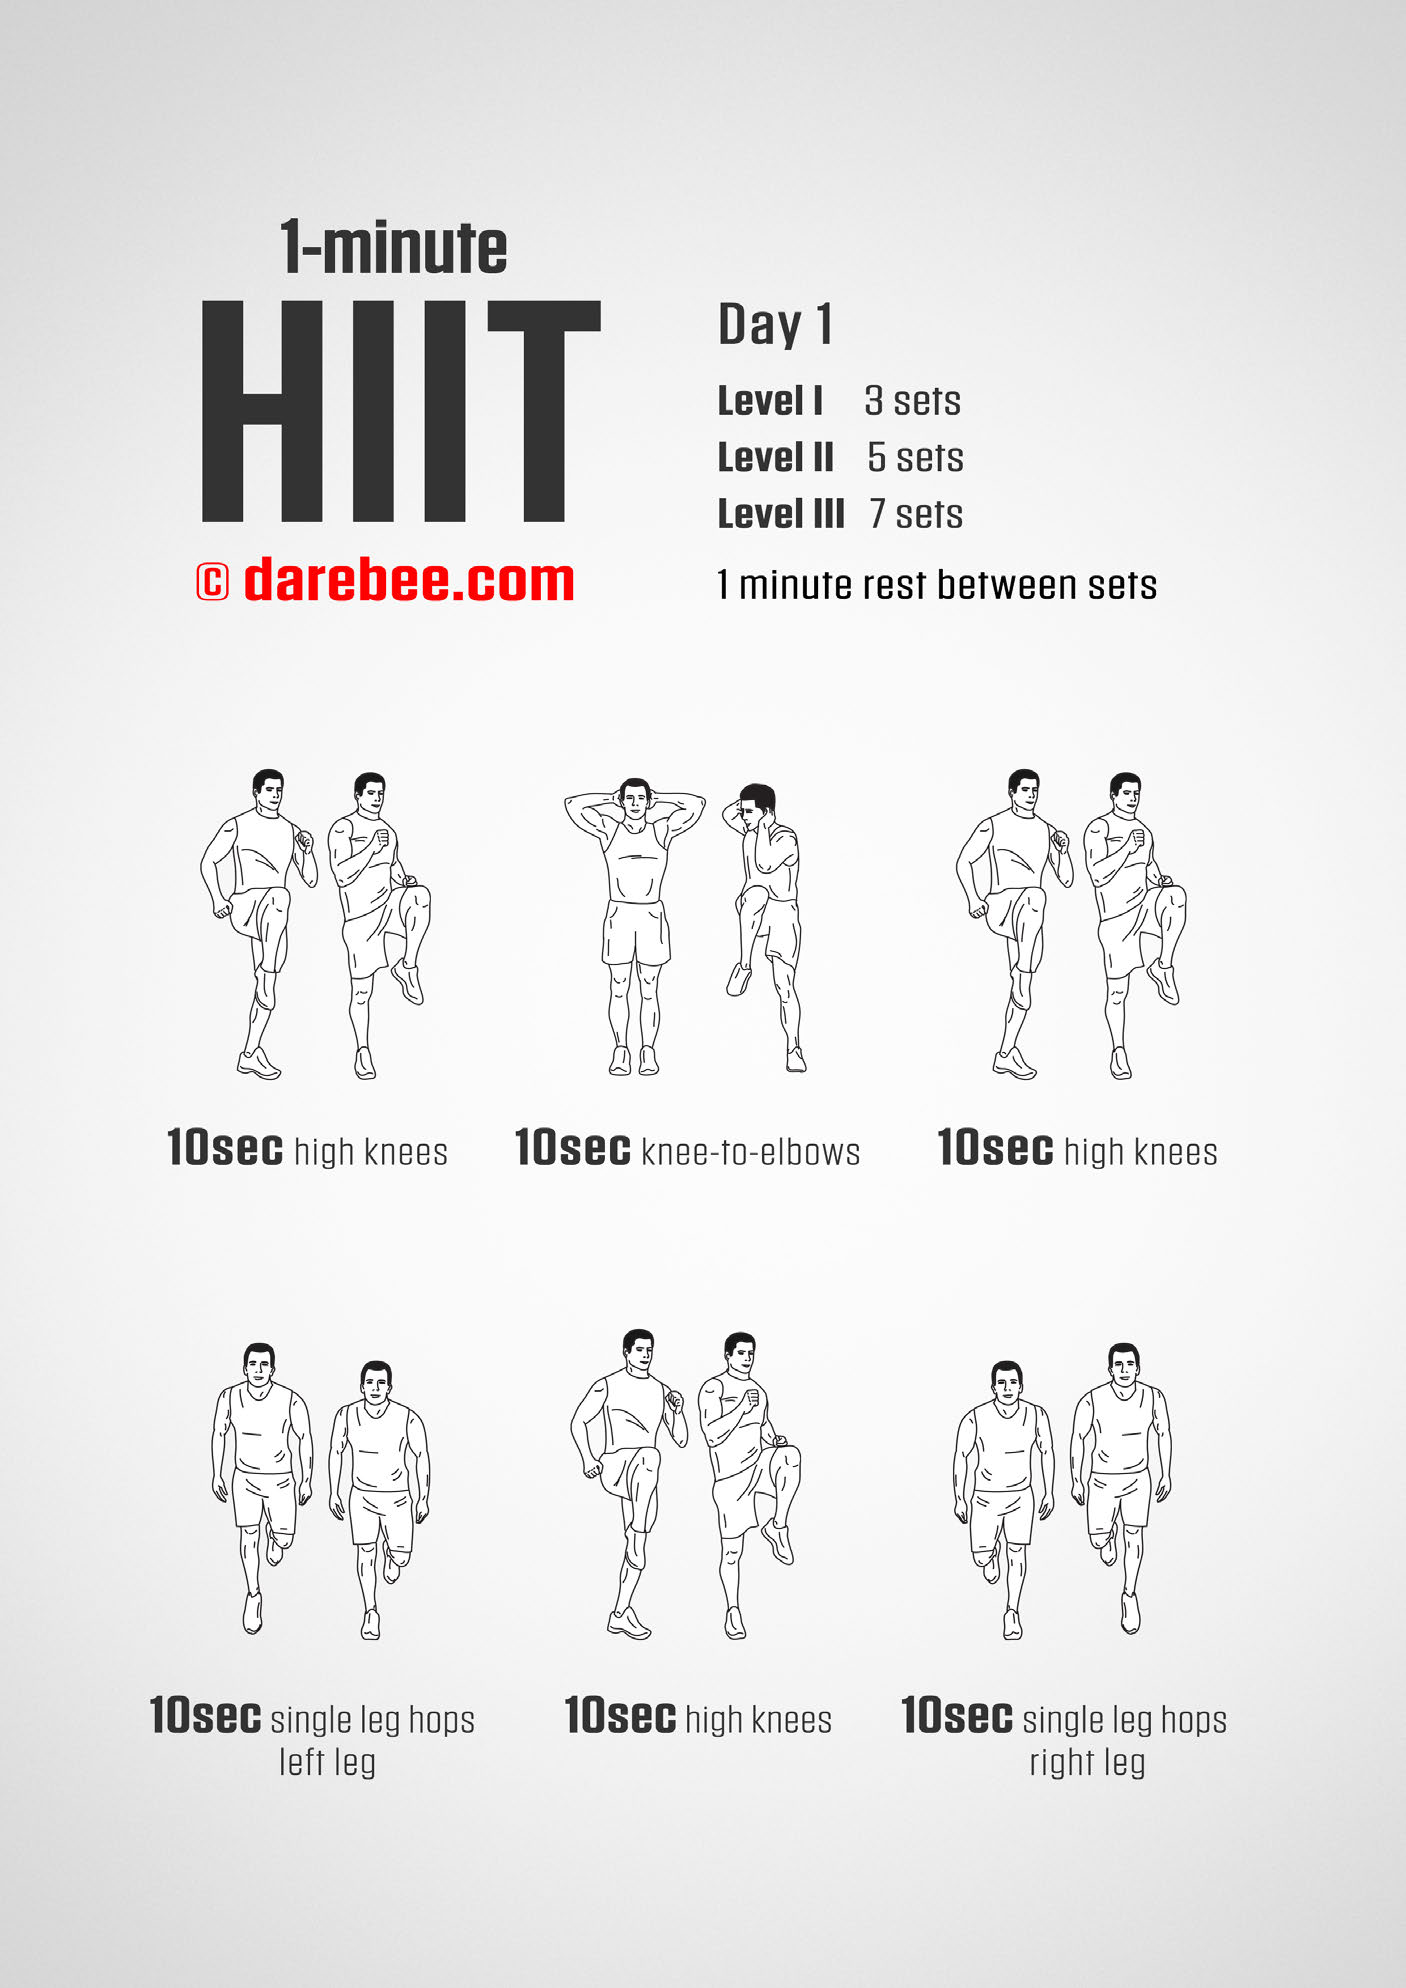 1-minute
HIIT
© darebee.com
Day 1
Level I 3 sets
Level II 5 sets
Level III 7 sets
1 minute rest between sets
10sec high knees
10sec knee-to-elbows
10sec high knees
10sec single leg hops
left leg
10sec high knees
10sec single leg hops
right leg